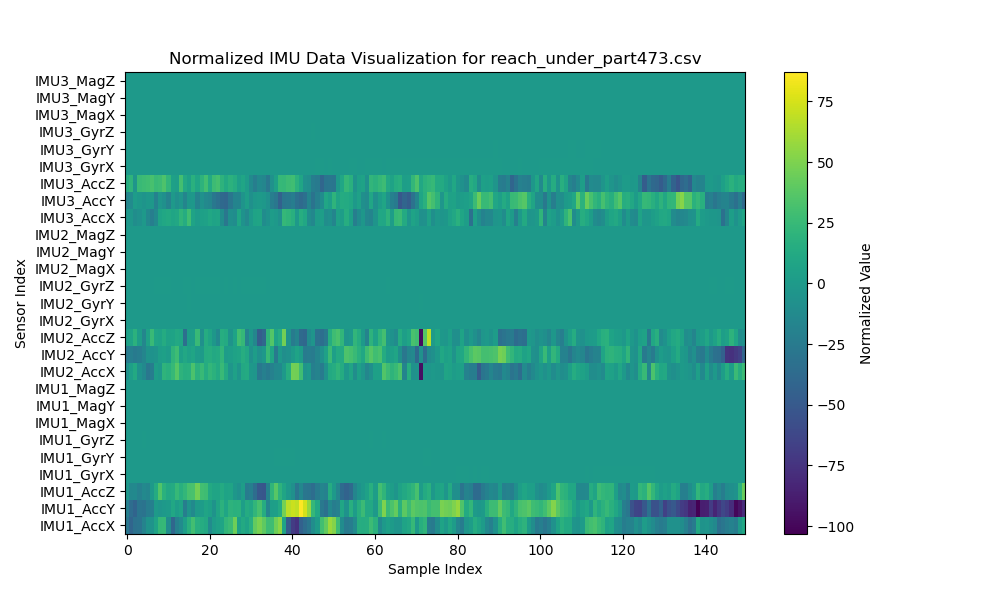 Normalized IMU Data Visualization for reach_under_part473.csv
IMU3_MagZ
IMU3_MagY
IMU3_MagX
IMU3_GyrZ
IMU3_GyrY
IMU3_GyrX
IMU3_AccZ
IMU3_AccY
IMU3_AccX
IMU2_MagZ
IMU2_MagY
IMU2_MagX
IMU2_GyrZ
IMU2_GyrY
IMU2_GyrX
IMU2_AccZ
IMU2_AccY
IMU2_AccX
IMU1_MagZ
IMU1_MagY
IMU1_MagX
IMU1_GyrZ
IMU1_GyrY
IMU1_GyrX
IMU1_AccZ
IMU1_AccY
IMU1_AccX
Sensor Index
0 20 40 60 80 100 120 140
Sample Index
75
50
25
0
−25
−50
−75
−100
Normalized Value